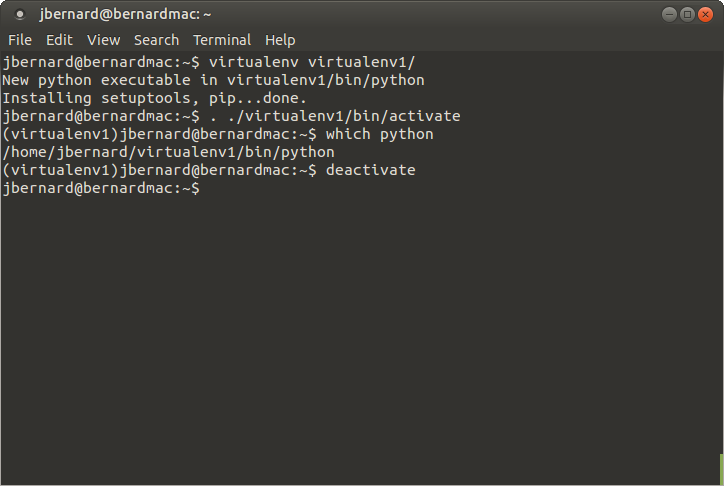 jbernard@bernardmac: ~
File Edit View Search Terminal Help
jbernard@bernardmac:~$ virtualenv virtualenv1/
New python executable in virtualenv1/bin/python
Installing setuptools, pip...done.
jbernard@bernardmac:~$ . ./virtualenv1/bin/activate
(virtualenv1)jbernard@bernardmac:~$ which python
/home/jbernard/virtualenv1/bin/python
(virtualenv1)jbernard@bernardmac:~$ deactivate
jbernard@bernardmac:~$